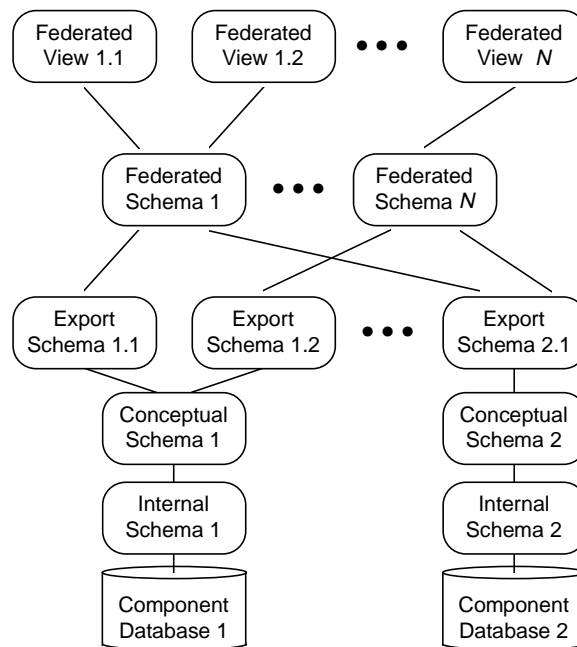 Federated
View 1.1
Federated
View 1.2
• • •
Federated
View N
Federated
Schema 1
• • •
Federated
Schema N
Export
Schema 1.1
Export
Schema 1.2
• • •
Export
Schema 2.1
Conceptual
Schema 1
Conceptual
Schema 2
Internal
Schema 1
Internal
Schema 2
Component
Database 1
Component
Database 2